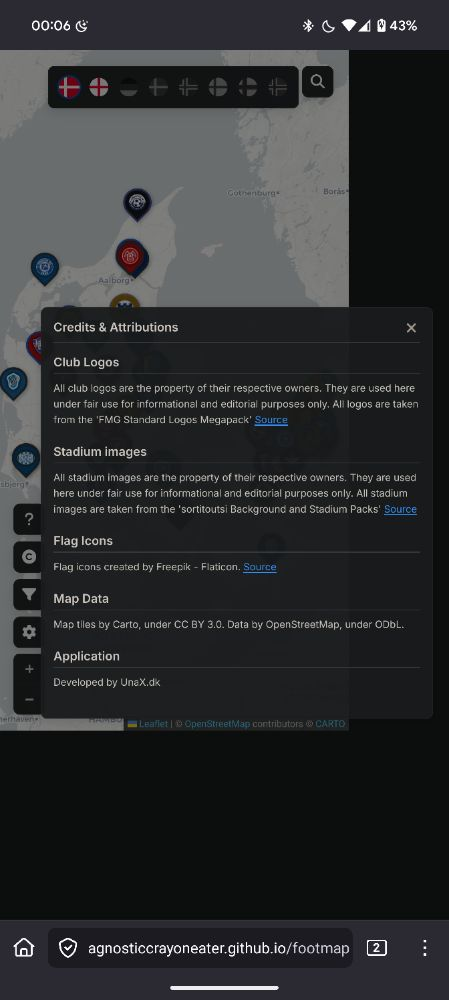 00:06
43%
Gothenburg
Borås
Aalborg
Credits & Attributions
Club Logos
All club logos are the property of their respective owners. They are used here
under fair use for informational and editorial purposes only. All logos are taken
from the 'FMG Standard Logos Megapack' Source
Stadium images
All stadium images are the property of their respective owners. They are used
here under fair use for informational and editorial purposes only. All stadium
images are taken from the 'sortitoutsi Background and Stadium Packs' Source
sbjerg
?
Flag Icons
Flag icons created by Freepik - Flaticon. Source
Map Data
Map tiles by Carto, under CC BY 3.0. Data by OpenStreetMap, under ODbL.
Application
+
Developed by UnaX.dk
−
nerhaven
HAMBU
Leaflet | © OpenStreetMap contributors © CARTO
agnosticcrayoneater.github.io/footmap
2